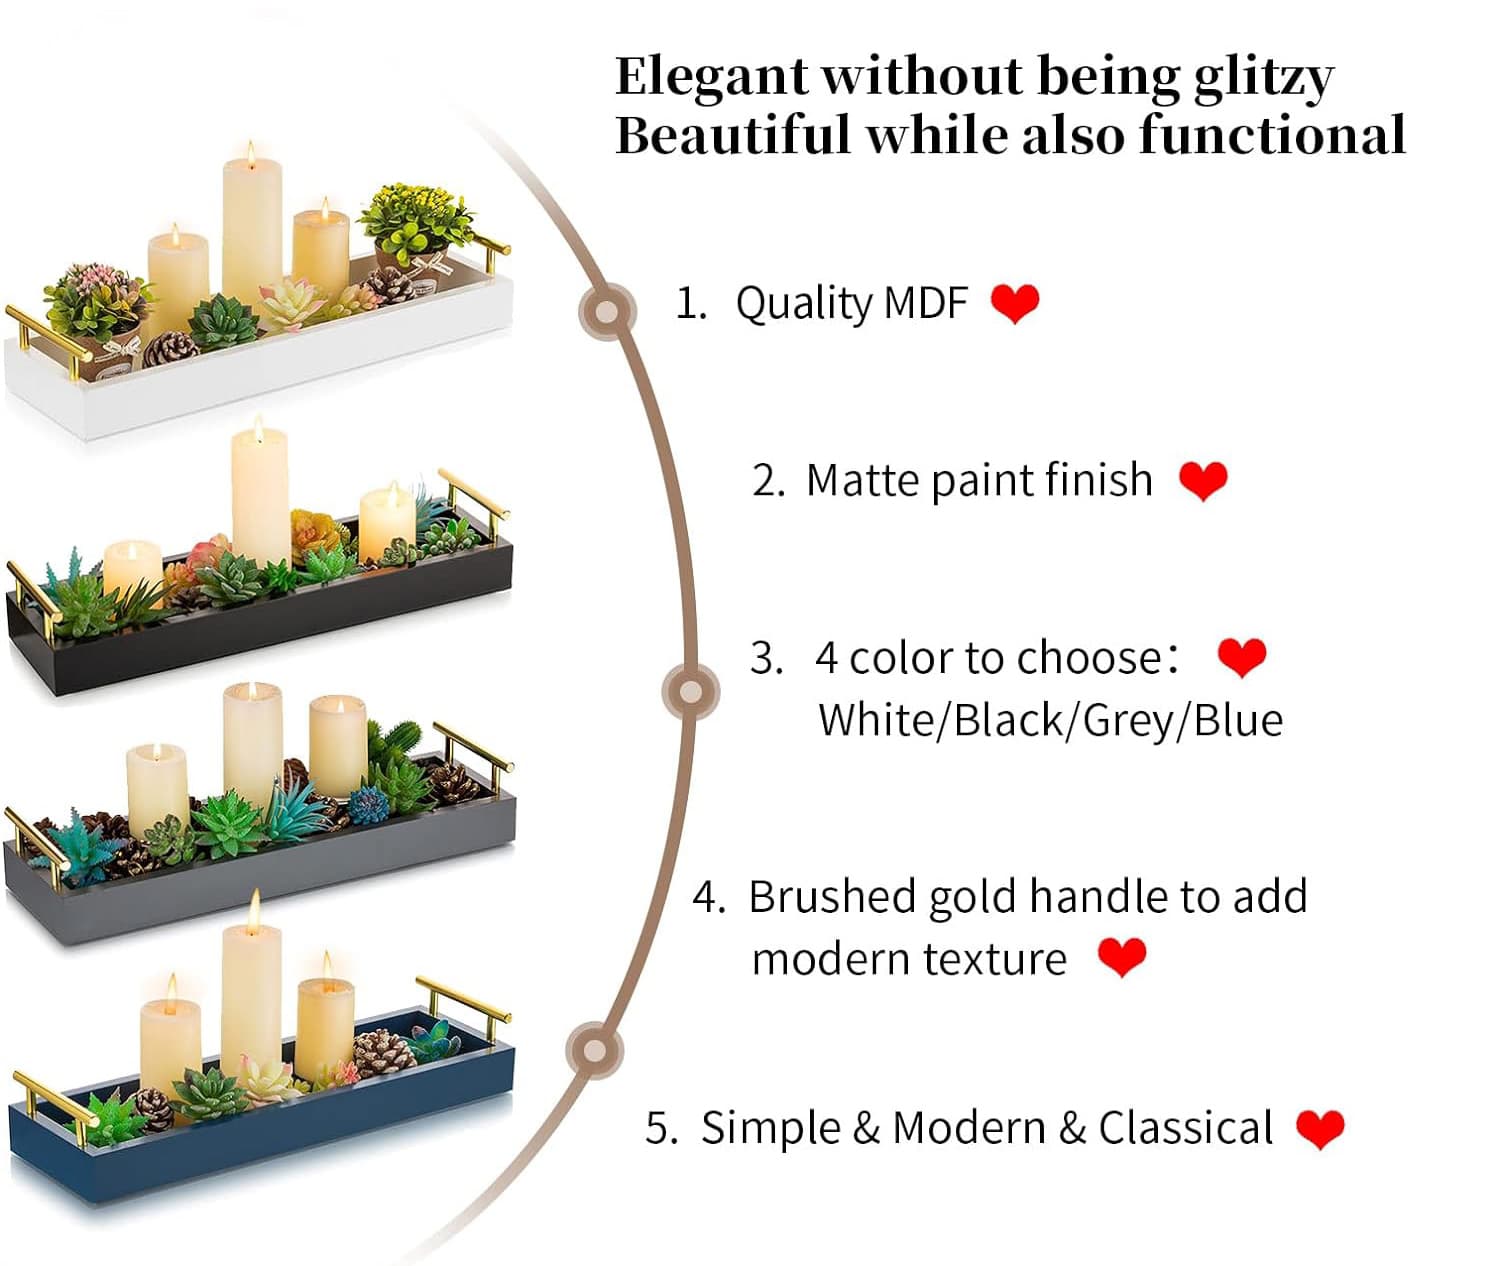 Elegant without being glitzy
Beautiful while also functional
1. Quality MDF
2. Matte paint finish
3. 4 color to choose:
White/Black/Grey/Blue
4. Brushed gold handle to add
modern texture
5. Simple & Modern & Classical